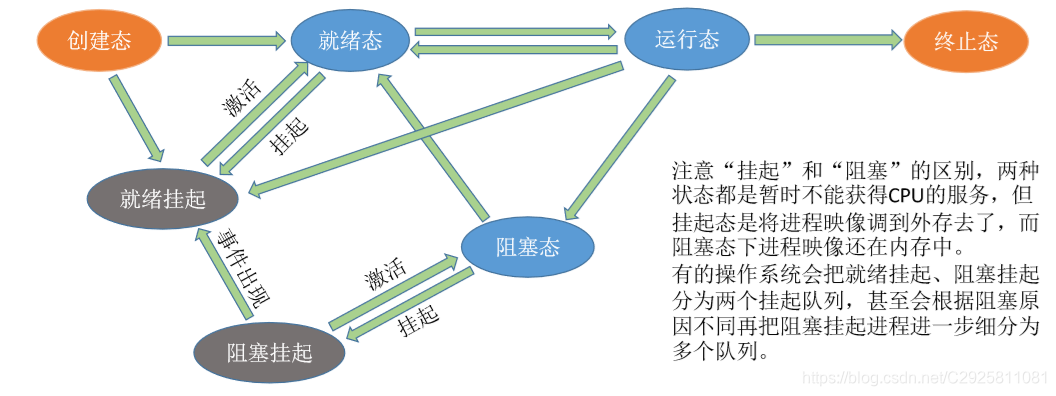 创建态
就绪态
运行态
终止态
激活
挂起
就绪挂起
注意“挂起”和“阻塞”的区别，两种
状态都是暂时不能获得CPU的服务，但
挂起态是将进程映像调到外存去了，而
阻塞态下进程映像还在内存中。
有的操作系统会把就绪挂起、阻塞挂起
分为两个挂起队列，甚至会根据阻塞原
因不同再把阻塞挂起进程进一步细分为
多个队列。
事件出现
阻塞态
激活
挂起
阻塞挂起
https://blog.csdn.net/C2925811081